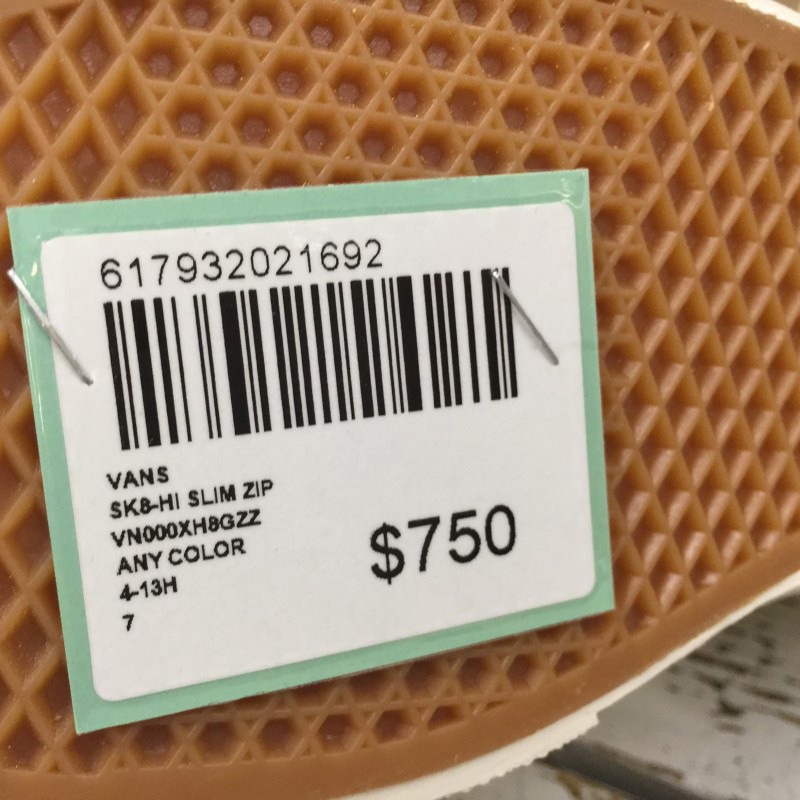 617932021692
VANS
SK8-HI SLIM ZIP
VN000XH8GZZ
ANY COLOR
4-13H
7
$750